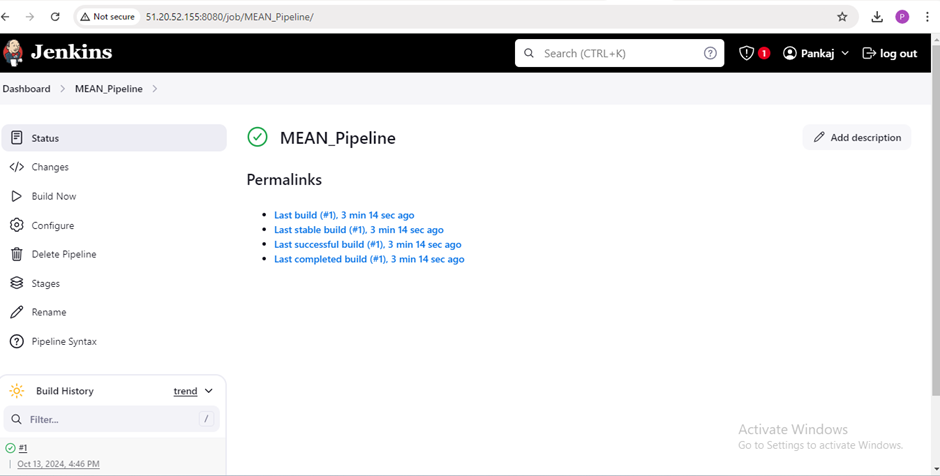 Not secure 51.20.52.155:8080/job/MEAN_Pipeline/
P
Jenkins
Search (CTRL+K)
?
1
Pankaj
log out
Dashboard > MEAN_Pipeline >
Status
Changes
Build Now
Configure
Delete Pipeline
Stages
Rename
Pipeline Syntax
Build History trend
Filter... /
#1
Oct 13, 2024, 4:46 PM
MEAN_Pipeline
Add description
Permalinks
Last build (#1), 3 min 14 sec ago
Last stable build (#1), 3 min 14 sec ago
Last successful build (#1), 3 min 14 sec ago
Last completed build (#1), 3 min 14 sec ago
Activate Windows
Go to Settings to activate Windows.